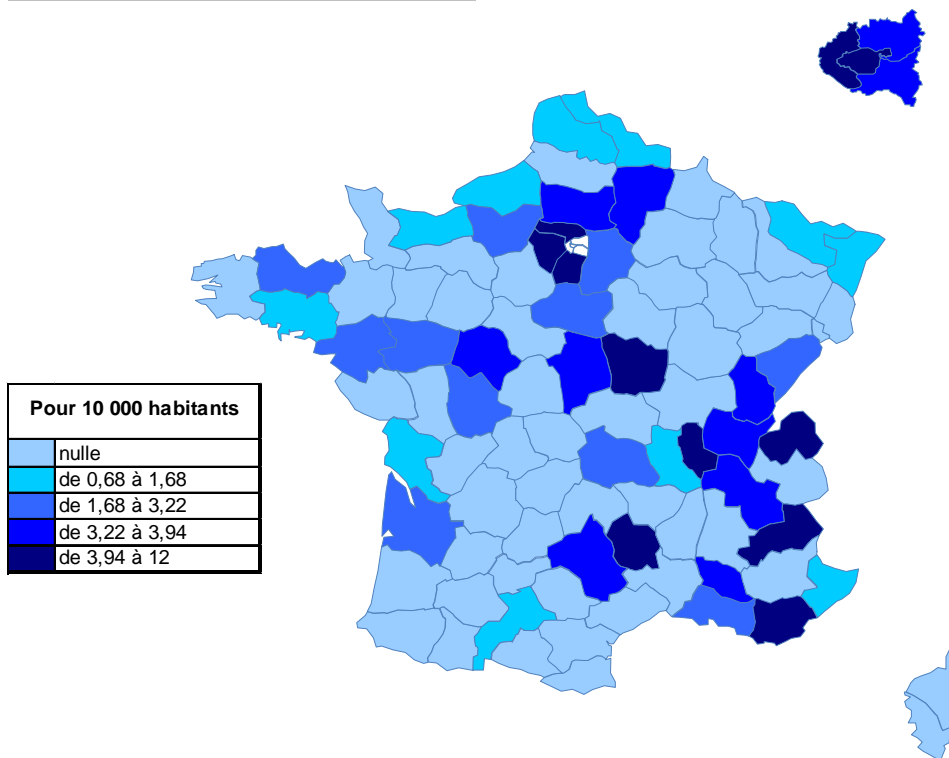 Pour 10 000 habitants
nulle
de 0,68 à 1,68
de 1,68 à 3,22
de 3,22 à 3,94
de 3,94 à 12